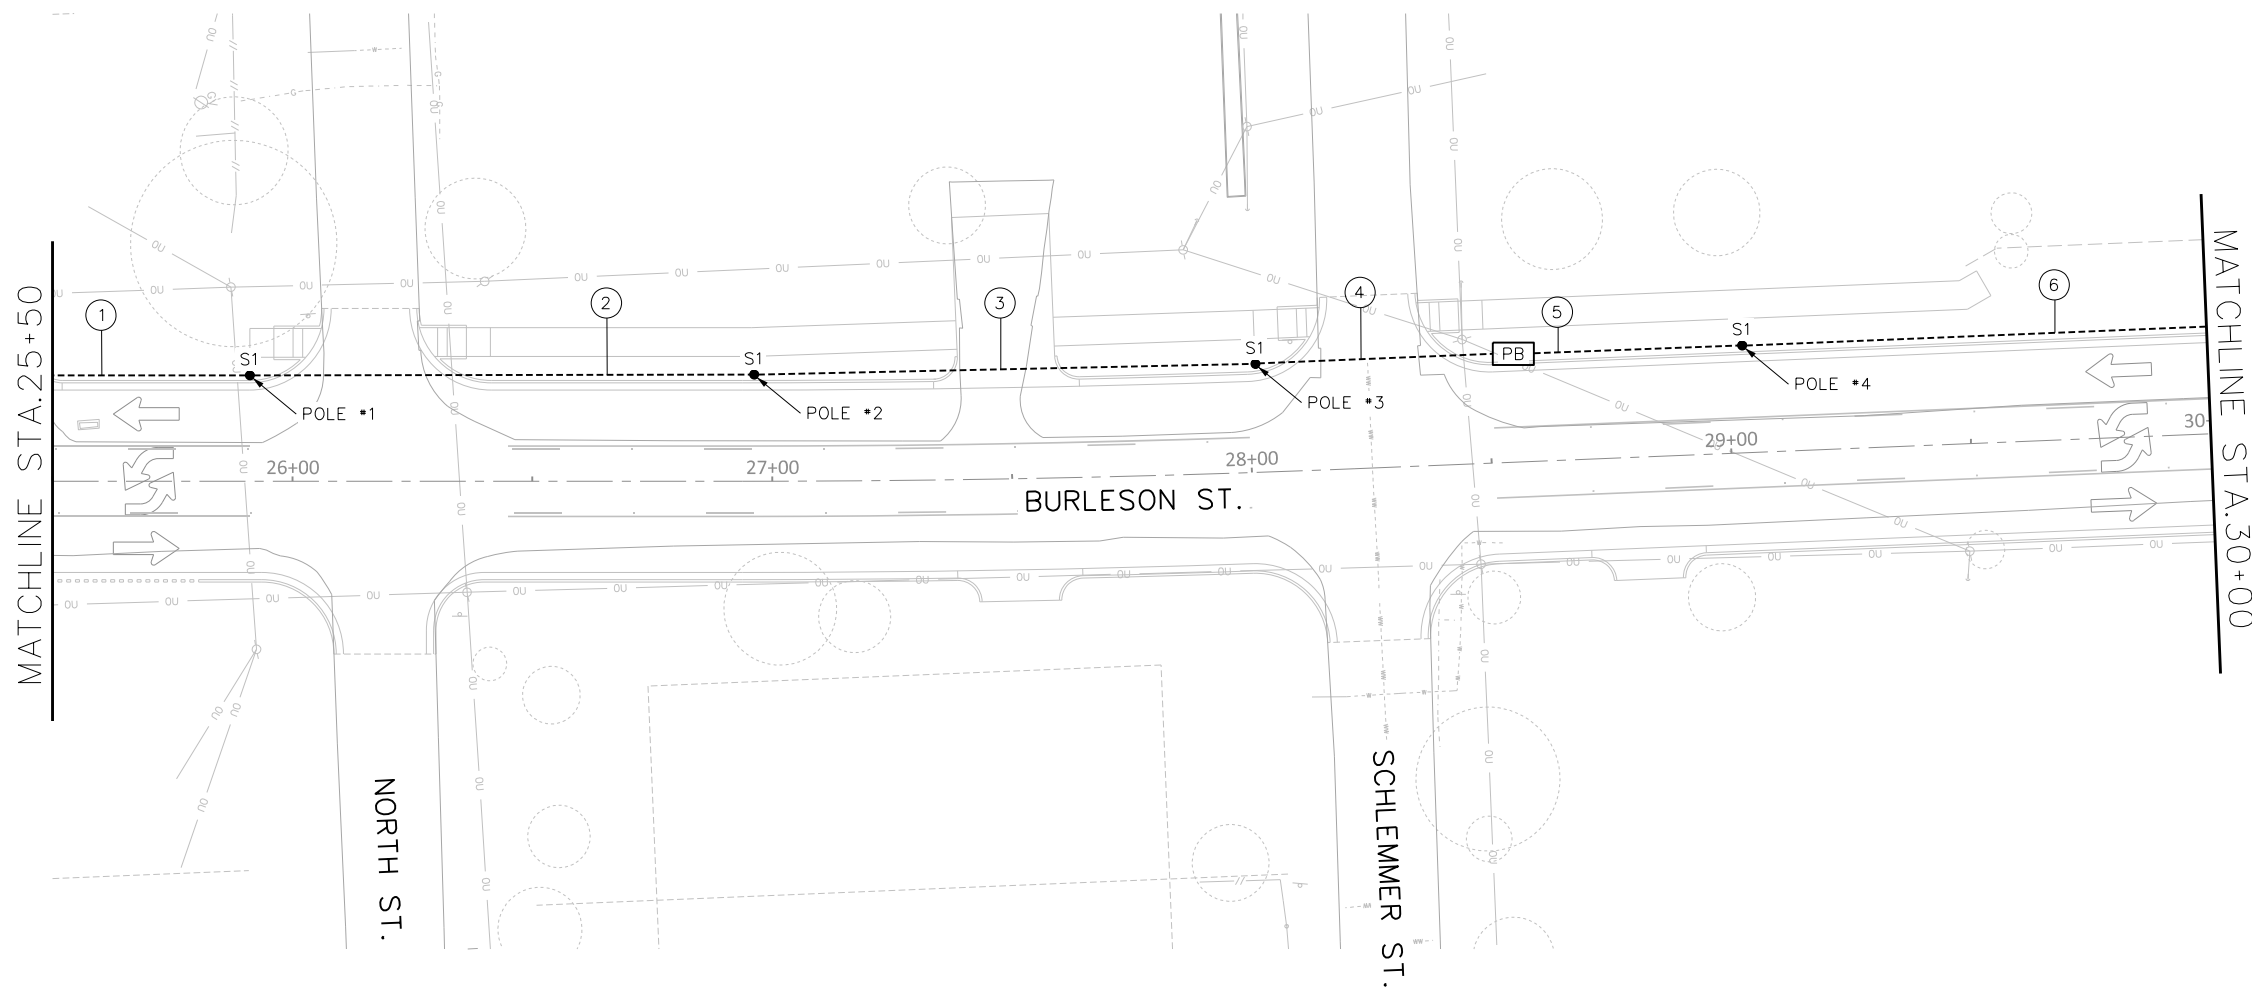 1
2
3
4
5
6
S1
S1
S1
PB
S1
POLE #1
POLE #2
POLE #3
POLE #4
26+00
27+00
28+00
29+00
30
BURLESON ST.
NORTH ST.
SCHLEMMER ST.
MATCHLINE STA.25+50
MATCHLINE STA.30+00